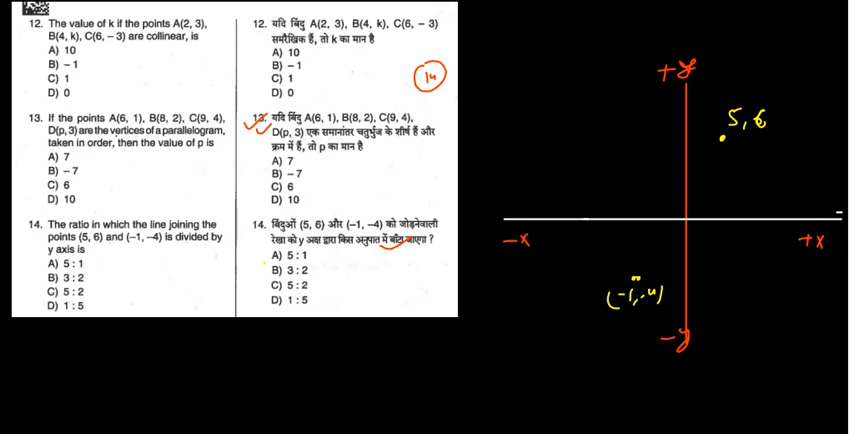 12. The value of k if the points A(2, 3),
B(4, k), C(6, – 3) are collinear, is
A) 10
B) – 1
C) 1
D) 0
13. If the points A(6, 1), B(8, 2), C(9, 4),
D(p, 3) are the vertices of a parallelogram,
taken in order, then the value of p is
A) 7
B) – 7
C) 6
D) 10
14. The ratio in which the line joining the
points (5, 6) and (–1, –4) is divided by
y axis is
A) 5 : 1
B) 3 : 2
C) 5 : 2
D) 1 : 5
12. यदि बिंदु A(2, 3), B(4, k), C(6, – 3)
समरैखिक हैं, तो k का मान है
A) 10
B) – 1
C) 1
D) 0
14
13. यदि बिंदु A(6, 1), B(8, 2), C(9, 4),
D(p, 3) एक समानांतर चतुर्भुज के शीर्ष हैं और
क्रम में हैं, तो p का मान है
A) 7
B) – 7
C) 6
D) 10
14. बिंदुओं (5, 6) और (–1, –4) को जोड़नेवाली
रेखा को y अक्ष द्वारा किस अनुपात में बाँटा जाएगा ?
A) 5 : 1
B) 3 : 2
C) 5 : 2
D) 1 : 5
+y
5, 6
-x
+x
(-1, -4)
-y